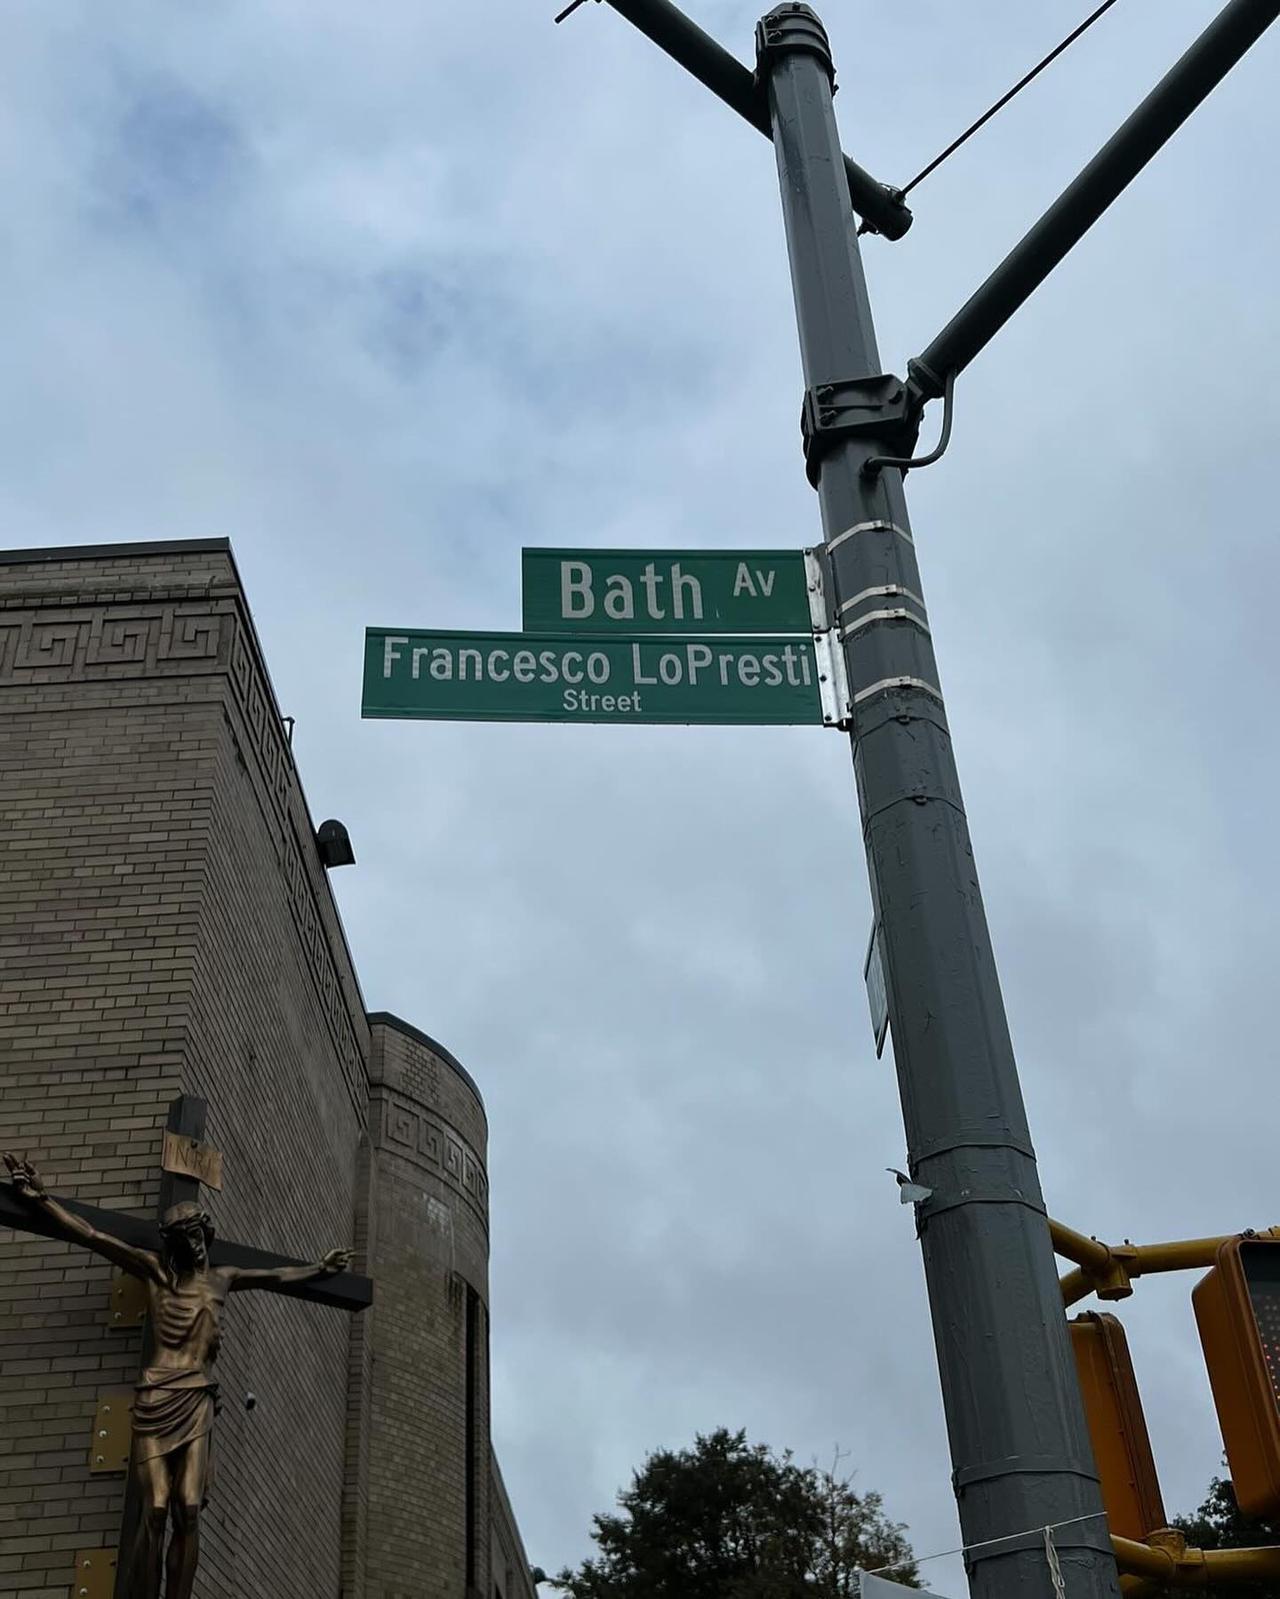 Bath Av
Francesco LoPresti
Street
INRI